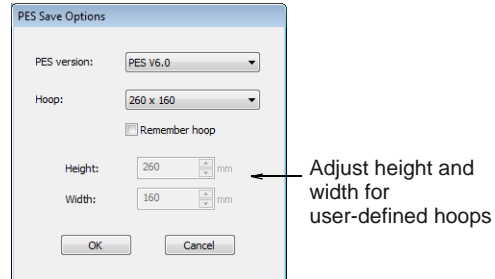 PES Save Options
PES version: PES V6.0
Hoop: 260 x 160
Remember hoop
Height: 260 mm
Width: 160 mm
Adjust height and
width for
user-defined hoops
OK Cancel